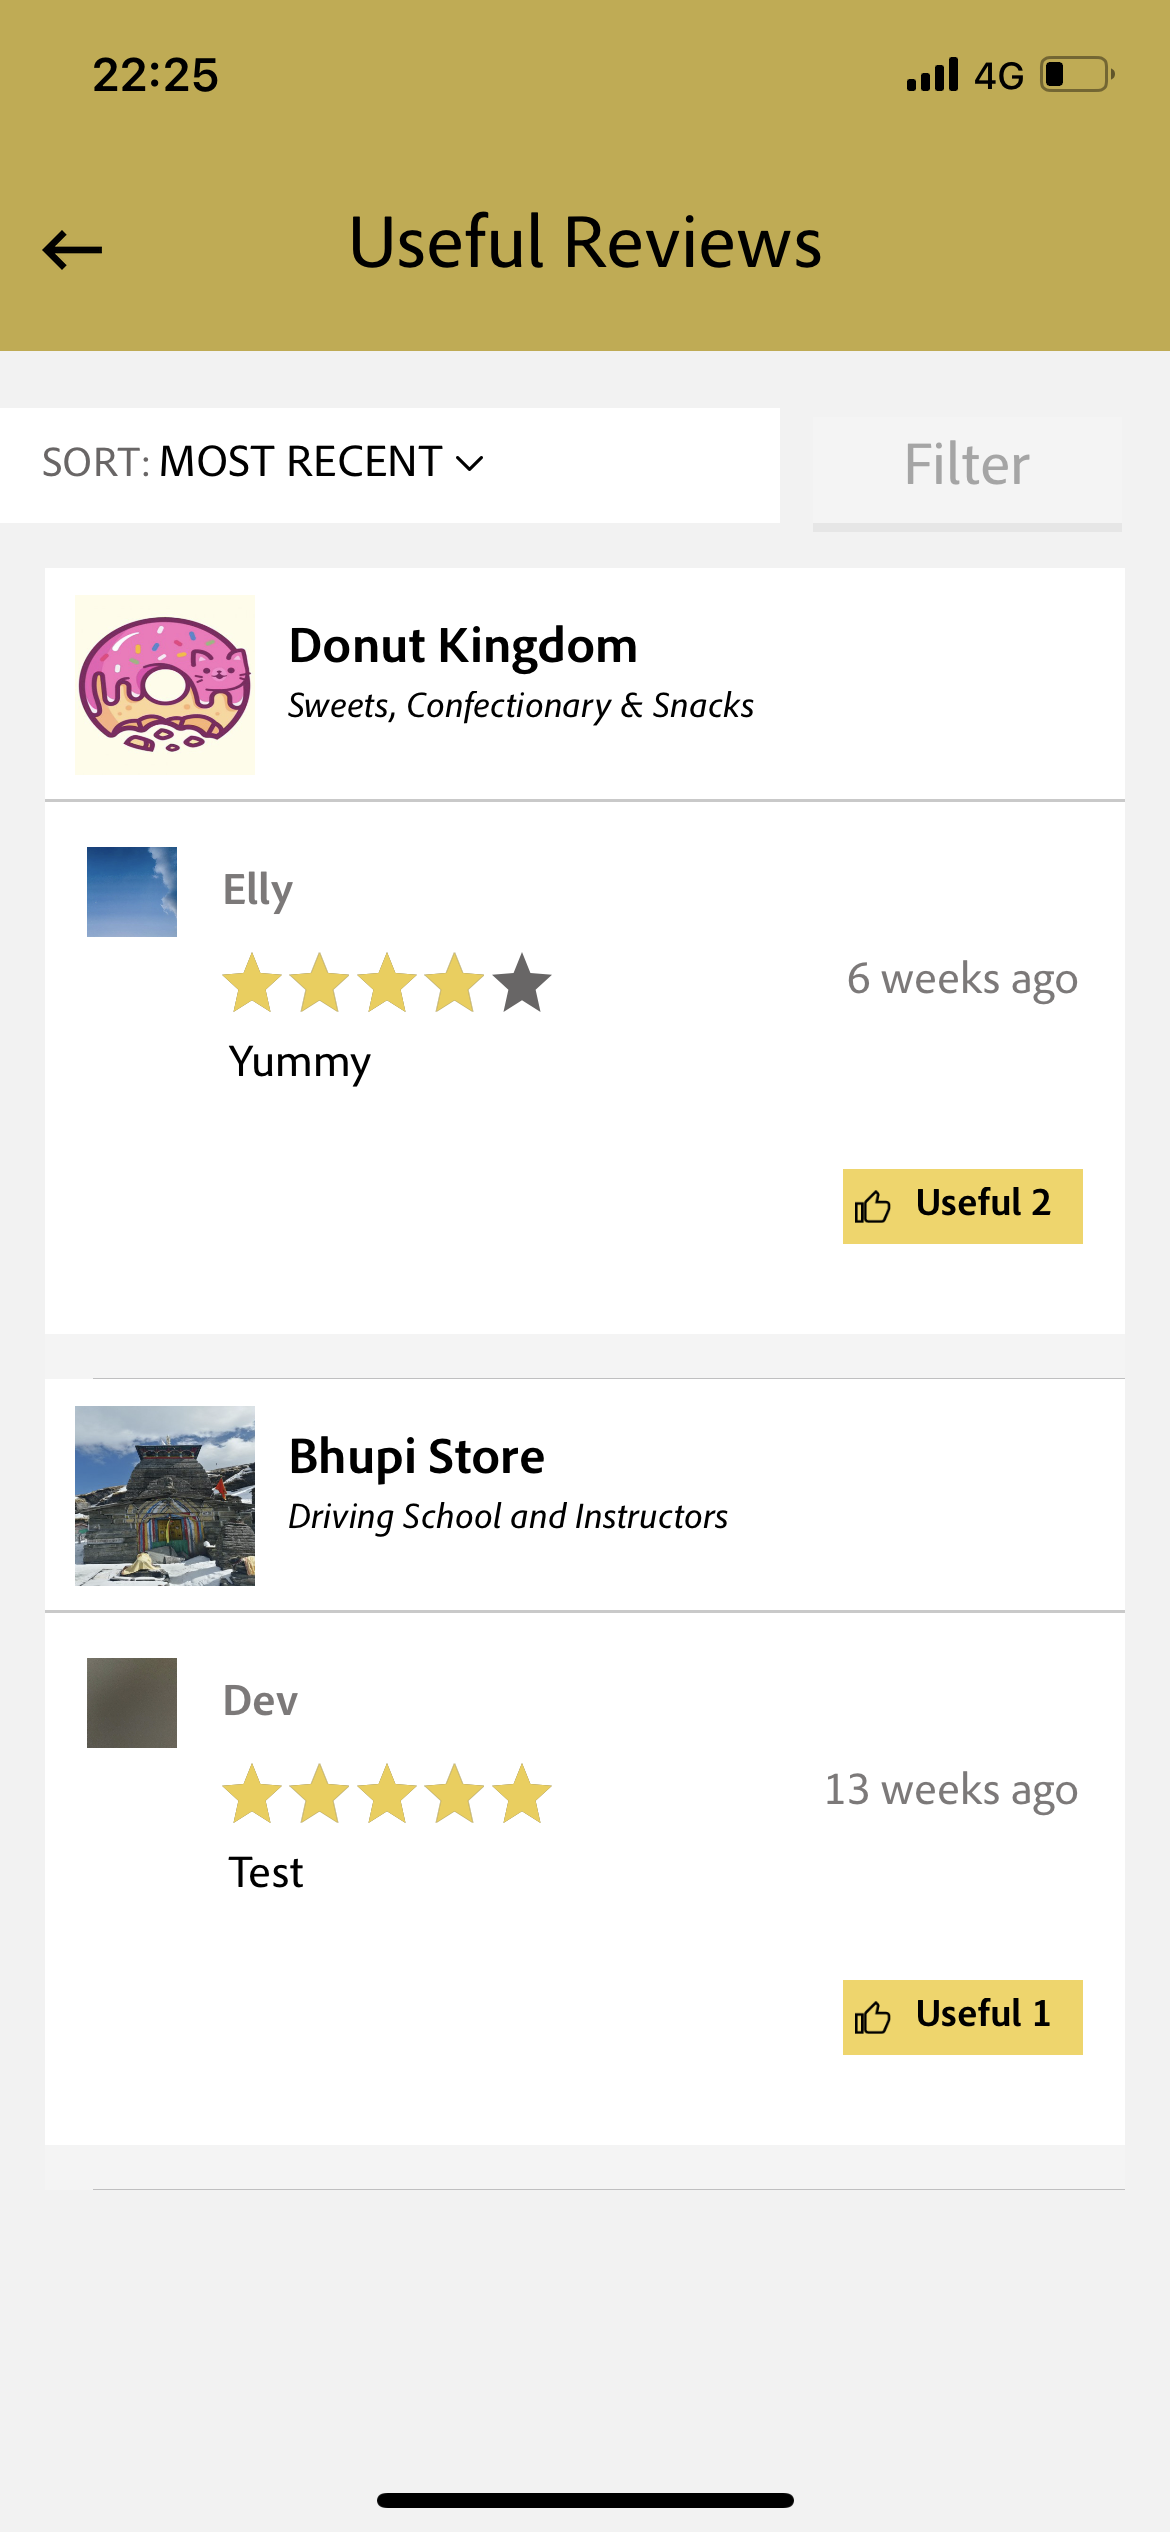 22:25
4G
Useful Reviews
SORT: MOST RECENT
Filter
Donut Kingdom
Sweets, Confectionary & Snacks
Elly
6 weeks ago
Yummy
Useful 2
Bhupi Store
Driving School and Instructors
Dev
13 weeks ago
Test
Useful 1